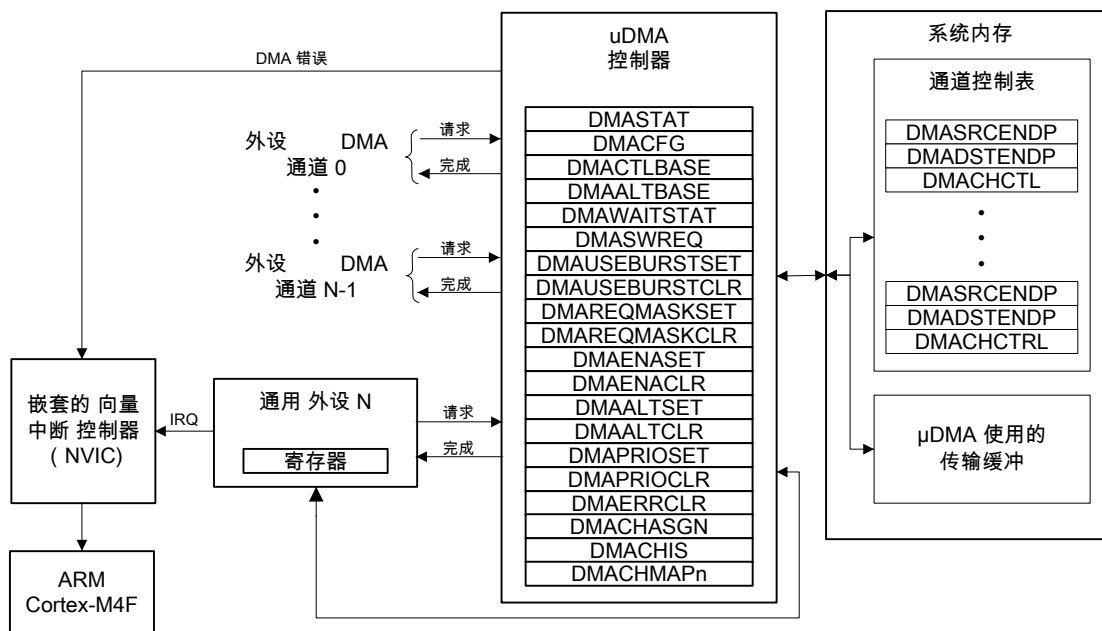 uDMA
控制器
DMASTAT
DMACFG
DMACTLBASE
DMAALTBASE
DMAWAITSTAT
DMASWREQ
DMAUSEBURSTSET
DMAUSEBURSTCLR
DMAREQMASKSET
DMAREQMASKCLR
DMAENASET
DMAENACLR
DMAALTSET
DMAALTCLR
DMAPRIOSET
DMAPRIOCLR
DMAERRCLR
DMACHASGN
DMACHIS
DMACHMAPn
DMA 错误
外设 DMA
通道 0
请求
完成
外设 DMA
通道 N-1
请求
完成
嵌套的 向量
中断 控制器
( NVIC)
IRQ
通用 外设 N
寄存器
请求
完成
ARM
Cortex-M4F
系统内存
通道控制表
DMASRCENDP
DMADSTENDP
DMACHCTL
DMASRCENDP
DMADSTENDP
DMACHCTRL
µDMA 使用的
传输缓冲